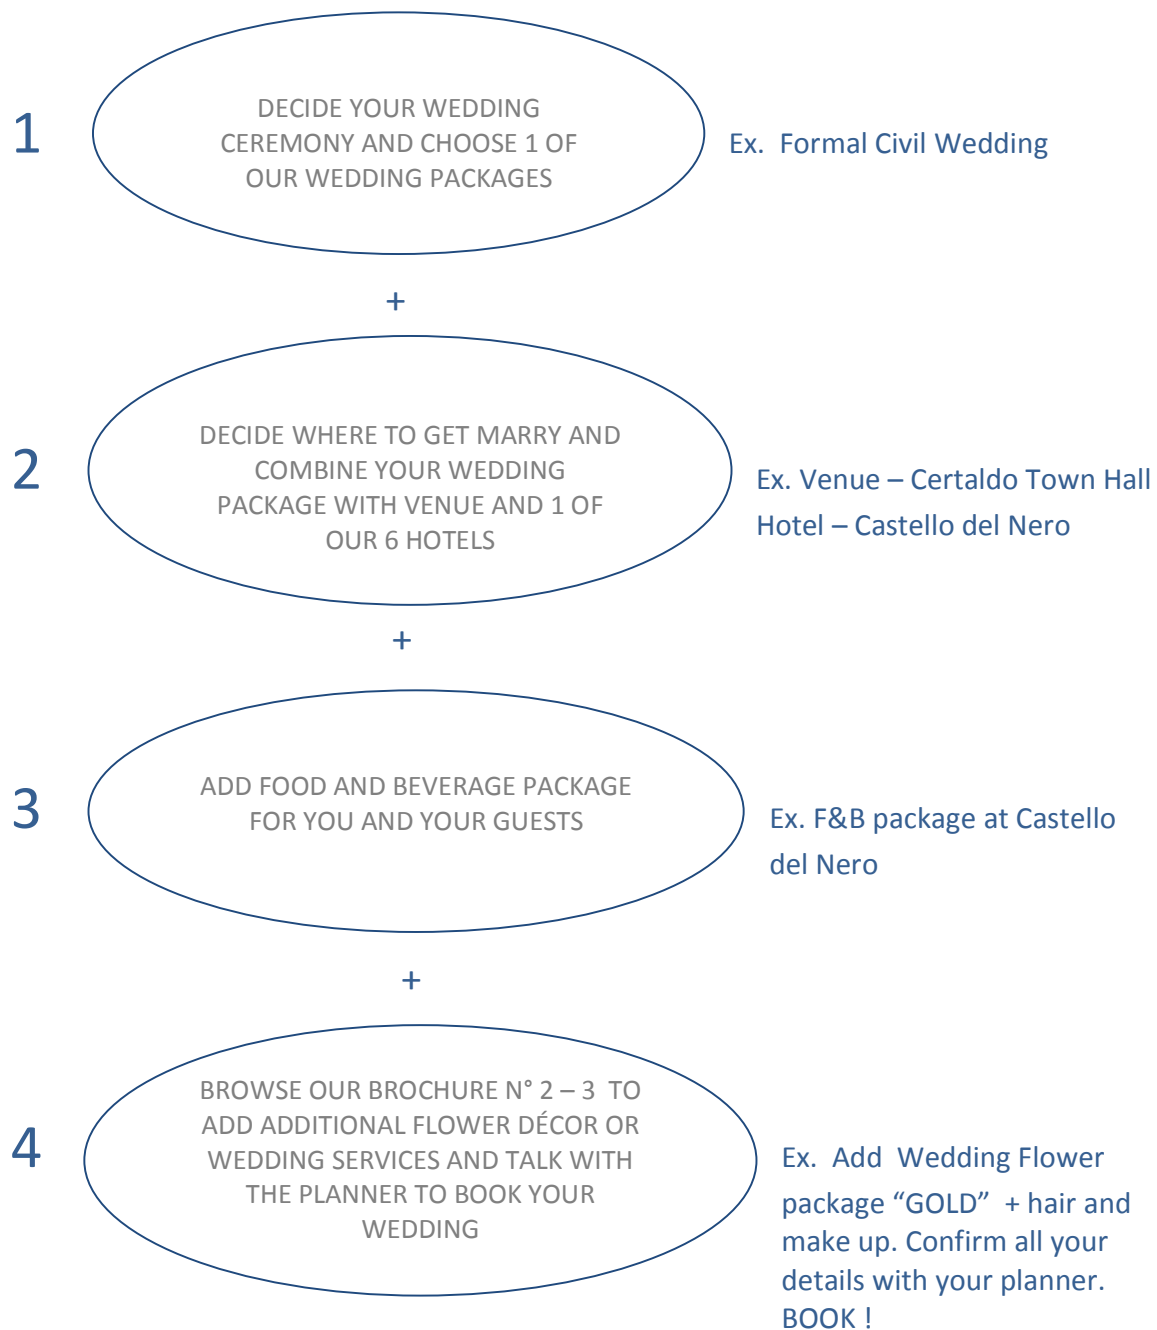 1
DECIDE YOUR WEDDING
CEREMONY AND CHOOSE 1 OF
OUR WEDDING PACKAGES
Ex.  Formal Civil Wedding
+
2
DECIDE WHERE TO GET MARRY AND
COMBINE YOUR WEDDING
PACKAGE WITH VENUE AND 1 OF
OUR 6 HOTELS
Ex. Venue – Certaldo Town Hall
Hotel – Castello del Nero
+
3
ADD FOOD AND BEVERAGE PACKAGE
FOR YOU AND YOUR GUESTS
Ex. F&B package at Castello
del Nero
+
4
BROWSE OUR BROCHURE N° 2 – 3  TO
ADD ADDITIONAL FLOWER DÉCOR OR
WEDDING SERVICES AND TALK WITH
THE PLANNER TO BOOK YOUR
WEDDING
Ex.  Add  Wedding Flower
package “GOLD”  + hair and
make up. Confirm all your
details with your planner.
BOOK !